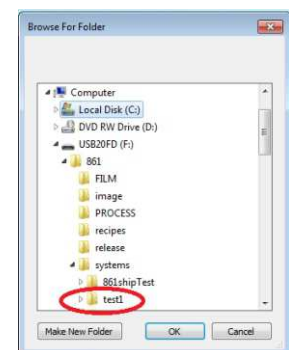 Browse For Folder
Computer
Local Disk (C:)
DVD RW Drive (D:)
USB20FD (F:)
861
FILM
image
PROCESS
recipes
release
systems
861shipTest
test1
Make New Folder
OK
Cancel